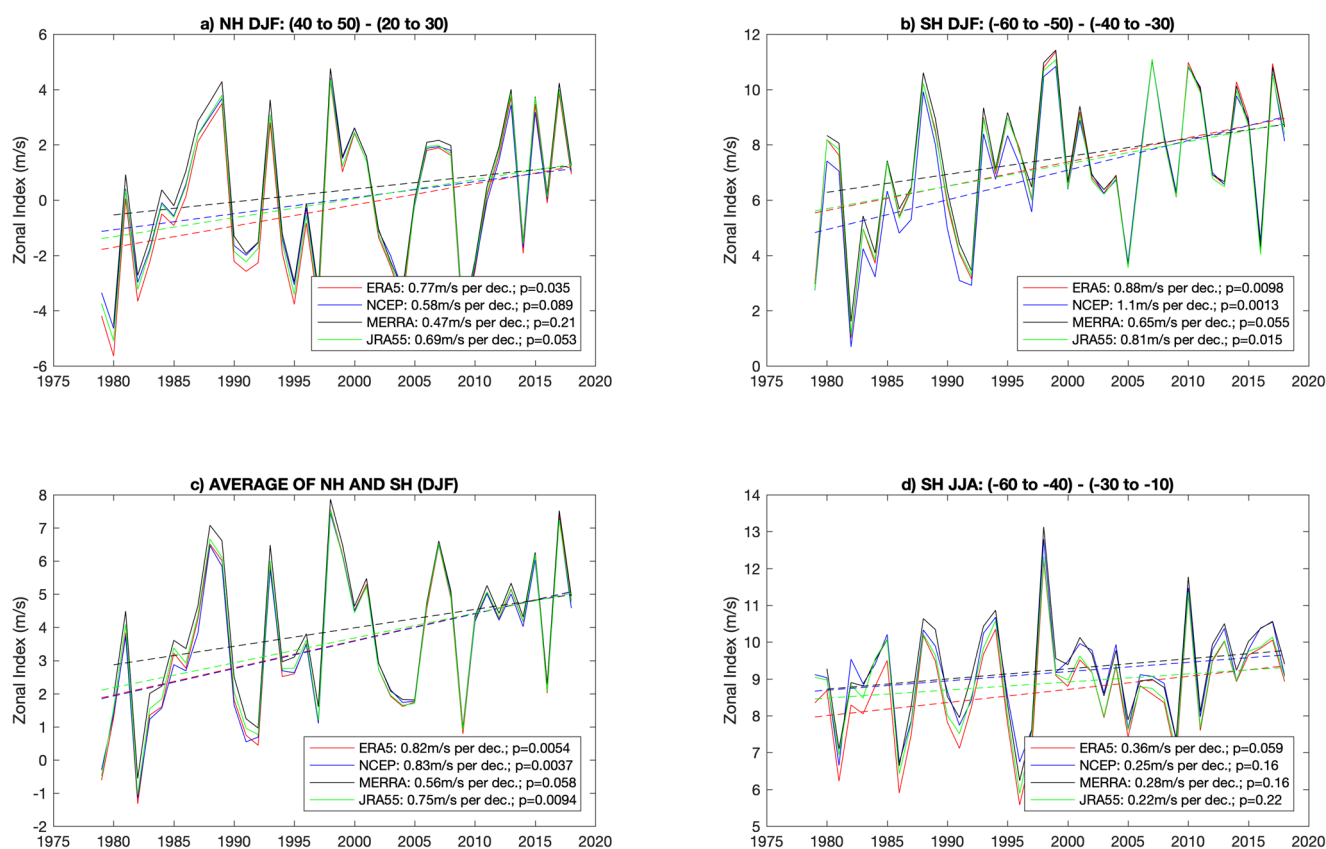 a) NH DJF: (40 to 50) - (20 to 30)
6
4
2
0
-2
-4
-6
Zonal Index (m/s)
ERA5: 0.77m/s per dec.; p=0.035
NCEP: 0.58m/s per dec.; p=0.089
MERRA: 0.47m/s per dec.; p=0.21
JRA55: 0.69m/s per dec.; p=0.053
1975 1980 1985 1990 1995 2000 2005 2010 2015 2020
b) SH DJF: (-60 to -50) - (-40 to -30)
12
10
8
6
4
2
0
Zonal Index (m/s)
ERA5: 0.88m/s per dec.; p=0.0098
NCEP: 1.1m/s per dec.; p=0.0013
MERRA: 0.65m/s per dec.; p=0.055
JRA55: 0.81m/s per dec.; p=0.015
1975 1980 1985 1990 1995 2000 2005 2010 2015 2020
c) AVERAGE OF NH AND SH (DJF)
8
7
6
5
4
3
2
1
0
-1
-2
Zonal Index (m/s)
ERA5: 0.82m/s per dec.; p=0.0054
NCEP: 0.83m/s per dec.; p=0.0037
MERRA: 0.56m/s per dec.; p=0.058
JRA55: 0.75m/s per dec.; p=0.0094
1975 1980 1985 1990 1995 2000 2005 2010 2015 2020
d) SH JJA: (-60 to -40) - (-30 to -10)
14
13
12
11
10
9
8
7
6
5
Zonal Index (m/s)
ERA5: 0.36m/s per dec.; p=0.059
NCEP: 0.25m/s per dec.; p=0.16
MERRA: 0.28m/s per dec.; p=0.16
JRA55: 0.22m/s per dec.; p=0.22
1975 1980 1985 1990 1995 2000 2005 2010 2015 2020